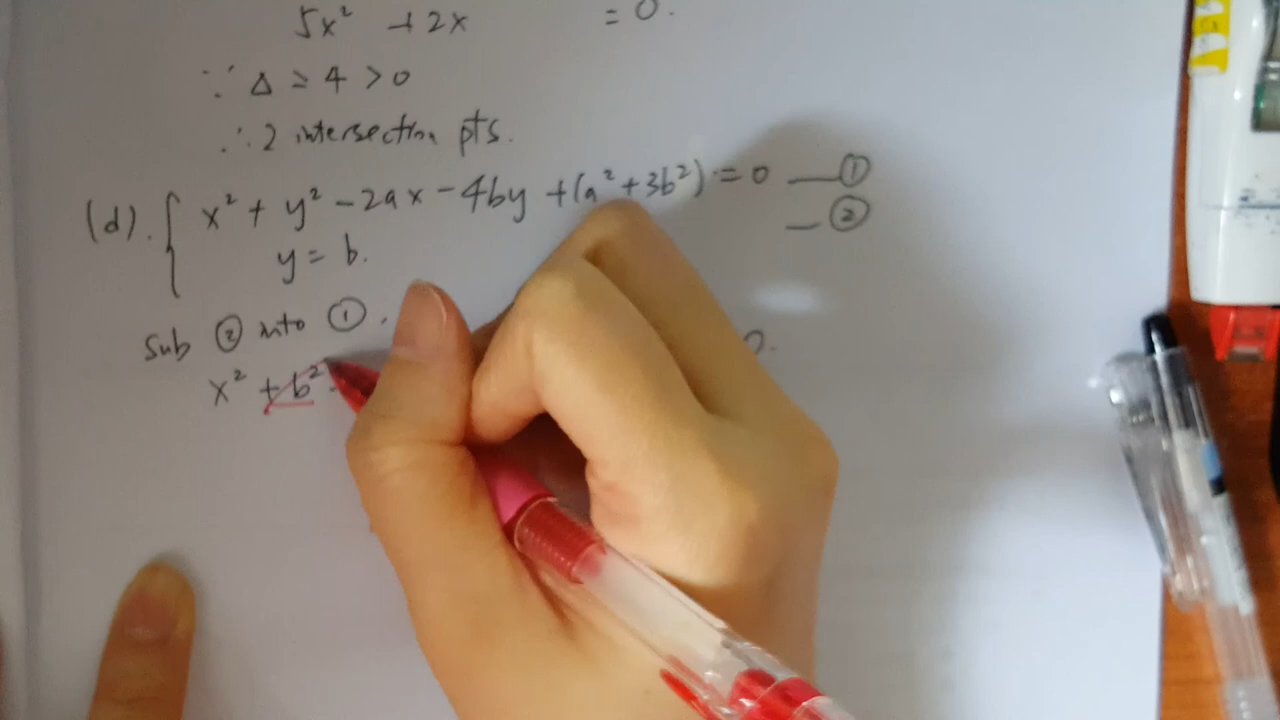 5x² + 2x = 0.
∵ Δ = 4 > 0
∴ 2 intersection pts.
(d). { x² + y² - 2ax - 4by + (a² + 3b²) = 0 — ①
y = b. — ②
Sub ② into ①,
x² + b²